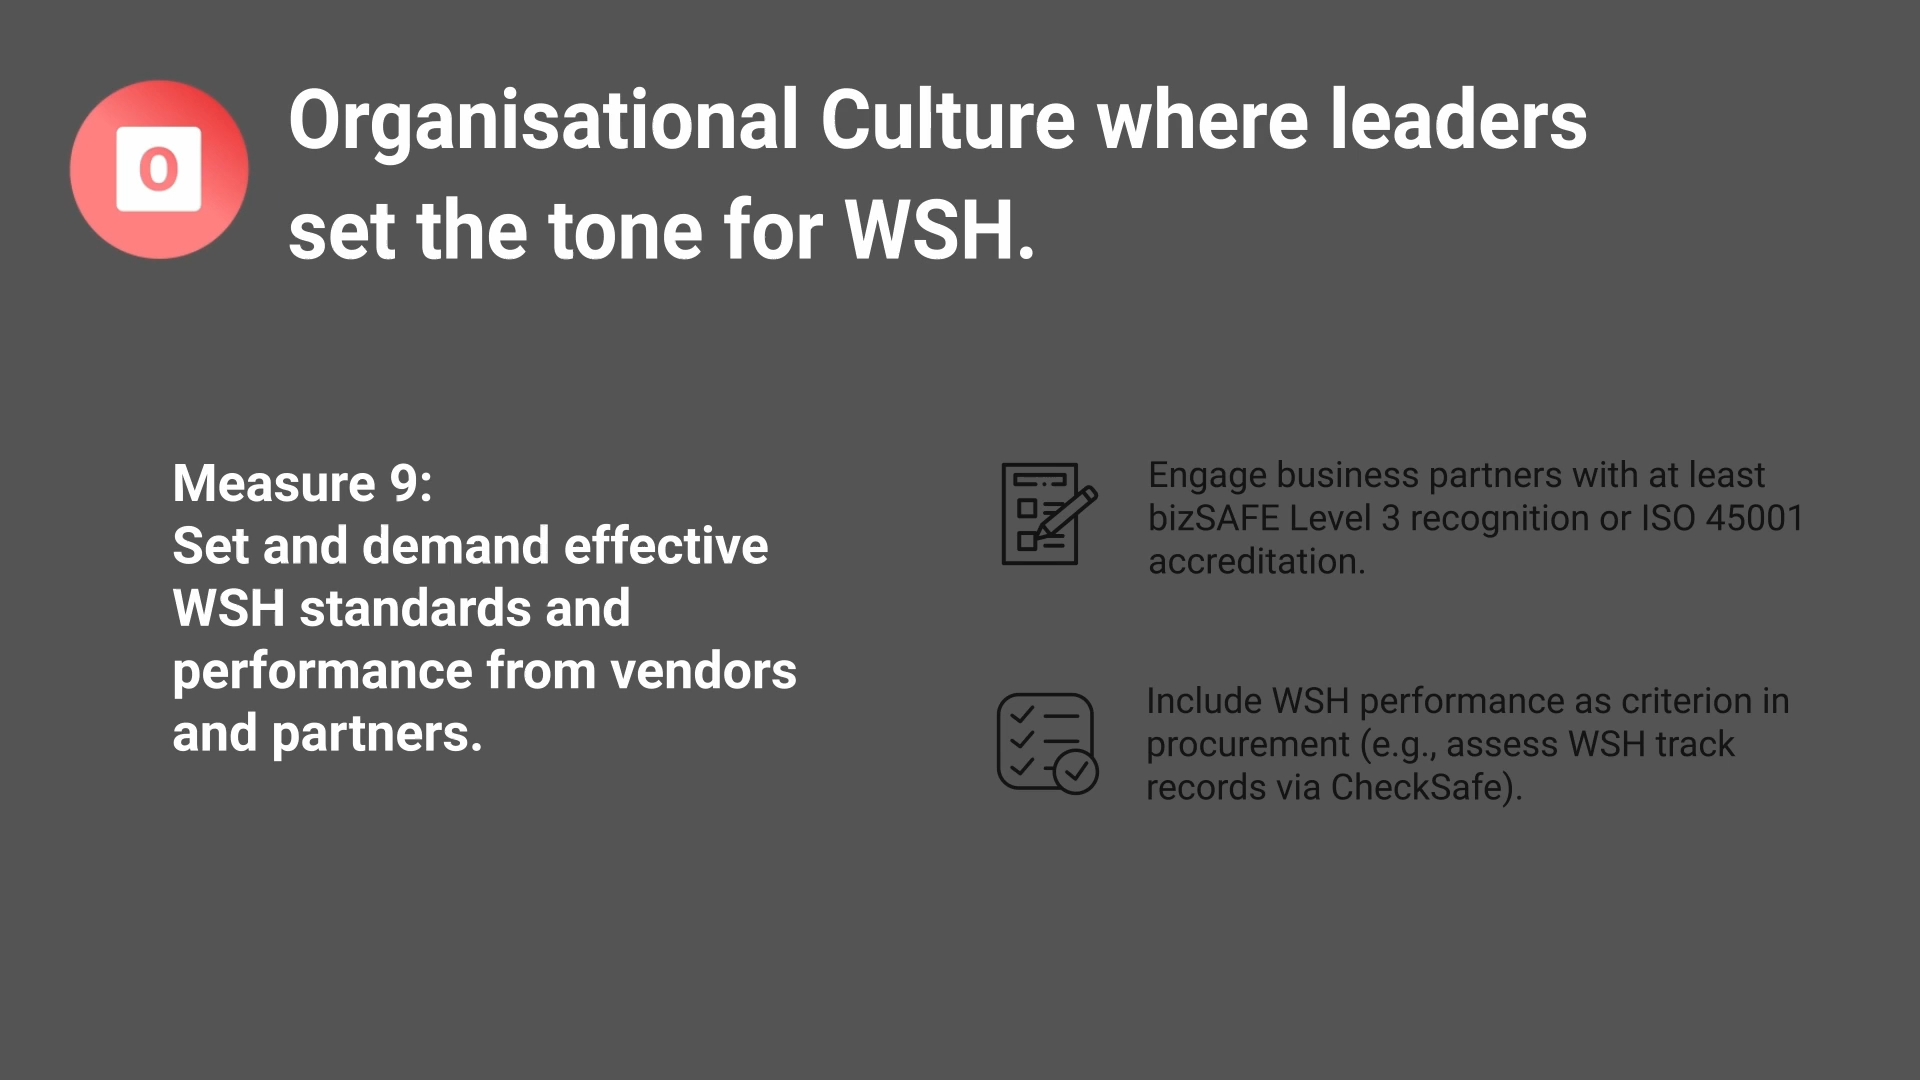 O
Organisational Culture where leaders
set the tone for WSH.
Measure 9:
Set and demand effective
WSH standards and
performance from vendors
and partners.
Engage business partners with at least
bizSAFE Level 3 recognition or ISO 45001
accreditation.
Include WSH performance as criterion in
procurement (e.g., assess WSH track
records via CheckSafe).